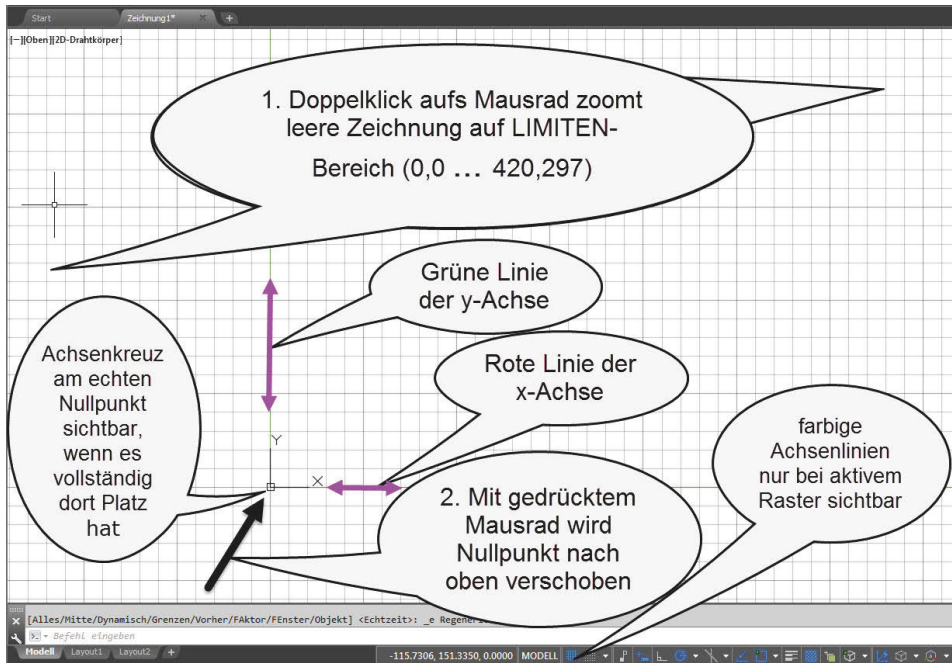 Start
Zeichnung1*
[−][Oben][2D-Drahtkörper]
1. Doppelklick aufs Mausrad zoomt
leere Zeichnung auf LIMITEN-
Bereich (0,0 ... 420,297)
Grüne Linie
der y-Achse
Rote Linie der
x-Achse
Achsenkreuz
am echten
Nullpunkt
sichtbar,
wenn es
vollständig
dort Platz
hat
Y
X
2. Mit gedrücktem
Mausrad wird
Nullpunkt nach
oben verschoben
farbige
Achsenlinien
nur bei aktivem
Raster sichtbar
[Alles/Mitte/Dynamisch/Grenzen/Vorher/FAktor/FEnster/Objekt] <Echtzeit>: _e
Befehl eingeben
Modell Layout1 Layout2 +
-115.7306, 151.3350, 0.0000 MODELL